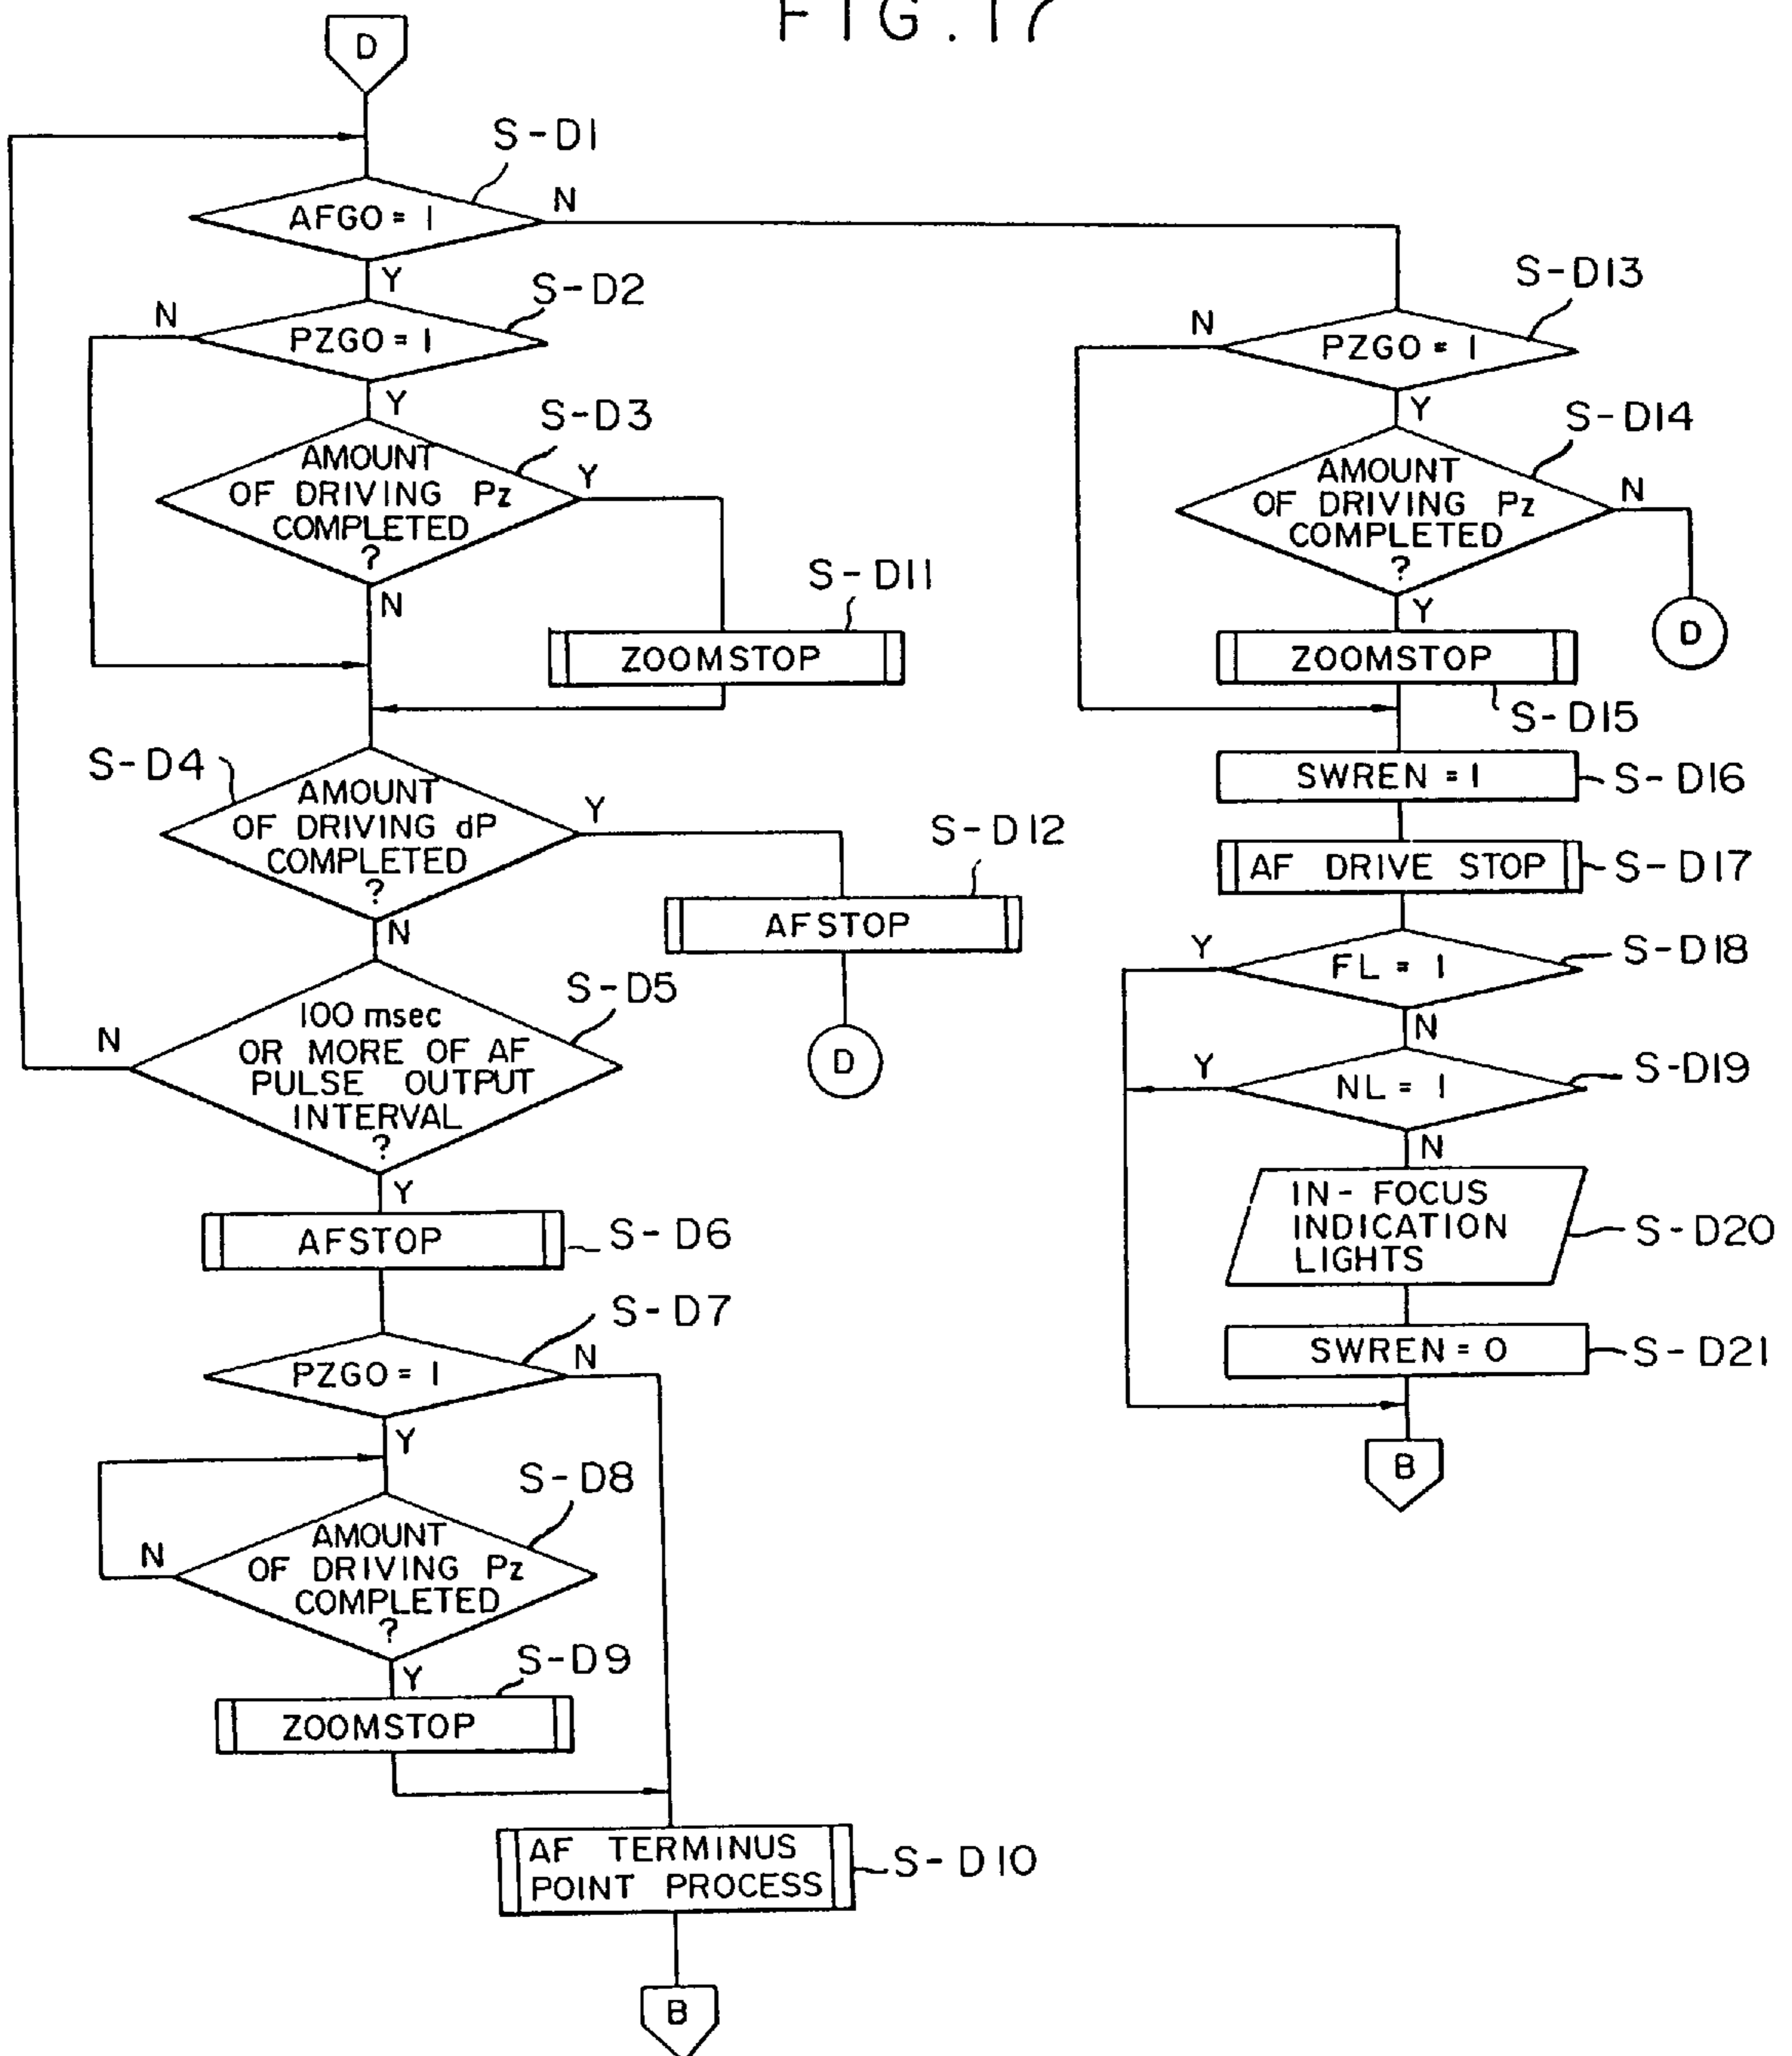 FIG. 17
D
S-D1
AFGO = 1
N
Y
S-D2
N
PZGO = 1
Y
S-D3
AMOUNT
OF DRIVING Pz
COMPLETED
?
Y
N
S-D11
ZOOMSTOP
S-D4
AMOUNT
OF DRIVING dP
COMPLETED
?
Y
N
S-D12
AFSTOP
D
S-D5
100 msec
OR MORE OF AF
PULSE OUTPUT
INTERVAL
?
N
Y
AFSTOP
S-D6
S-D7
PZGO = 1
N
Y
S-D8
AMOUNT
OF DRIVING Pz
COMPLETED
?
N
Y
S-D9
ZOOMSTOP
AF TERMINUS
POINT PROCESS
S-D10
B
S-D13
N
PZGO = 1
Y
S-D14
AMOUNT
OF DRIVING Pz
COMPLETED
?
N
D
Y
ZOOMSTOP
S-D15
SWREN = 1
S-D16
AF DRIVE STOP
S-D17
Y
FL = 1
S-D18
N
Y
NL = 1
S-D19
N
IN-FOCUS
INDICATION
LIGHTS
S-D20
SWREN = 0
S-D21
B